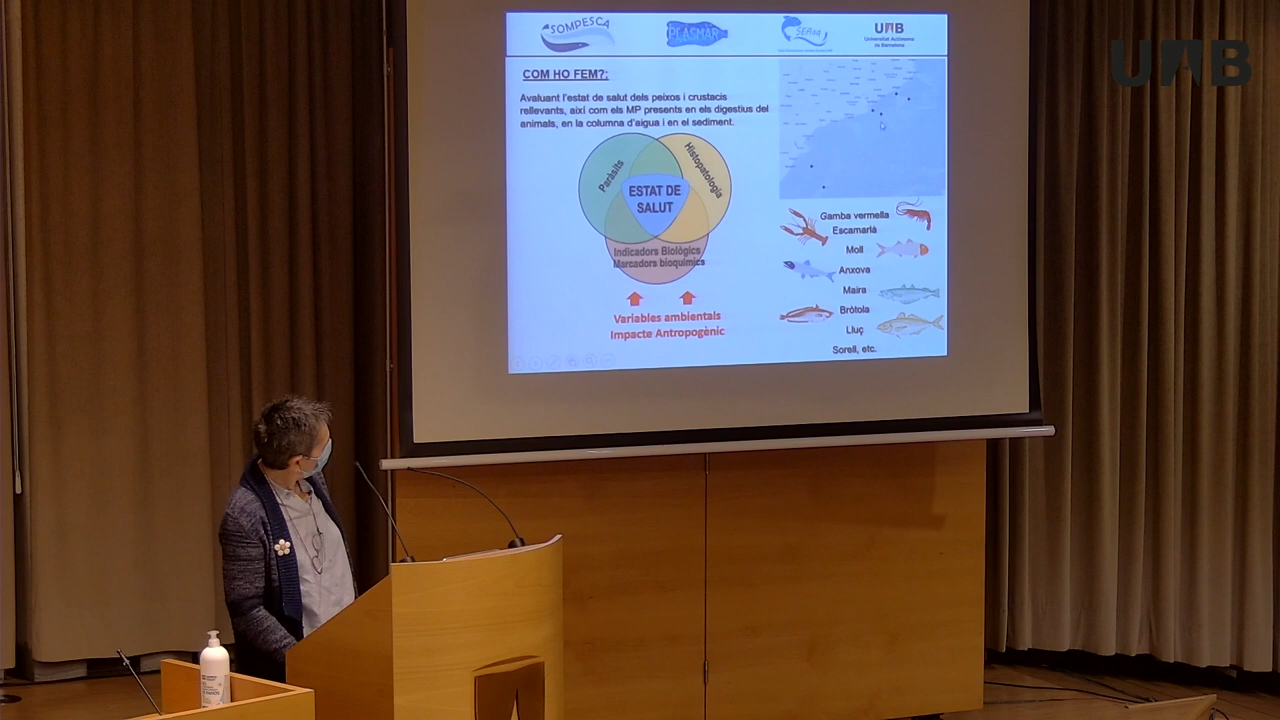 SOMPESCA
PLASMAR
SEAaq
UAB
Universitat Autònoma
de Barcelona
UAB
COM HO FEM?:
Avaluant l'estat de salut dels peixos i crustacis
rellevants, així com els MP presents en els digestius del
animals, en la columna d'aigua i en el sediment.
Paràsits
Histopatologia
ESTAT DE
SALUT
Indicadors Biològics
Marcadors bioquímics
Variables ambientals
Impacte Antropogènic
Gamba vermella
Escamarlà
Moll
Anxova
Maira
Bròtola
Lluç
Sorell, etc.